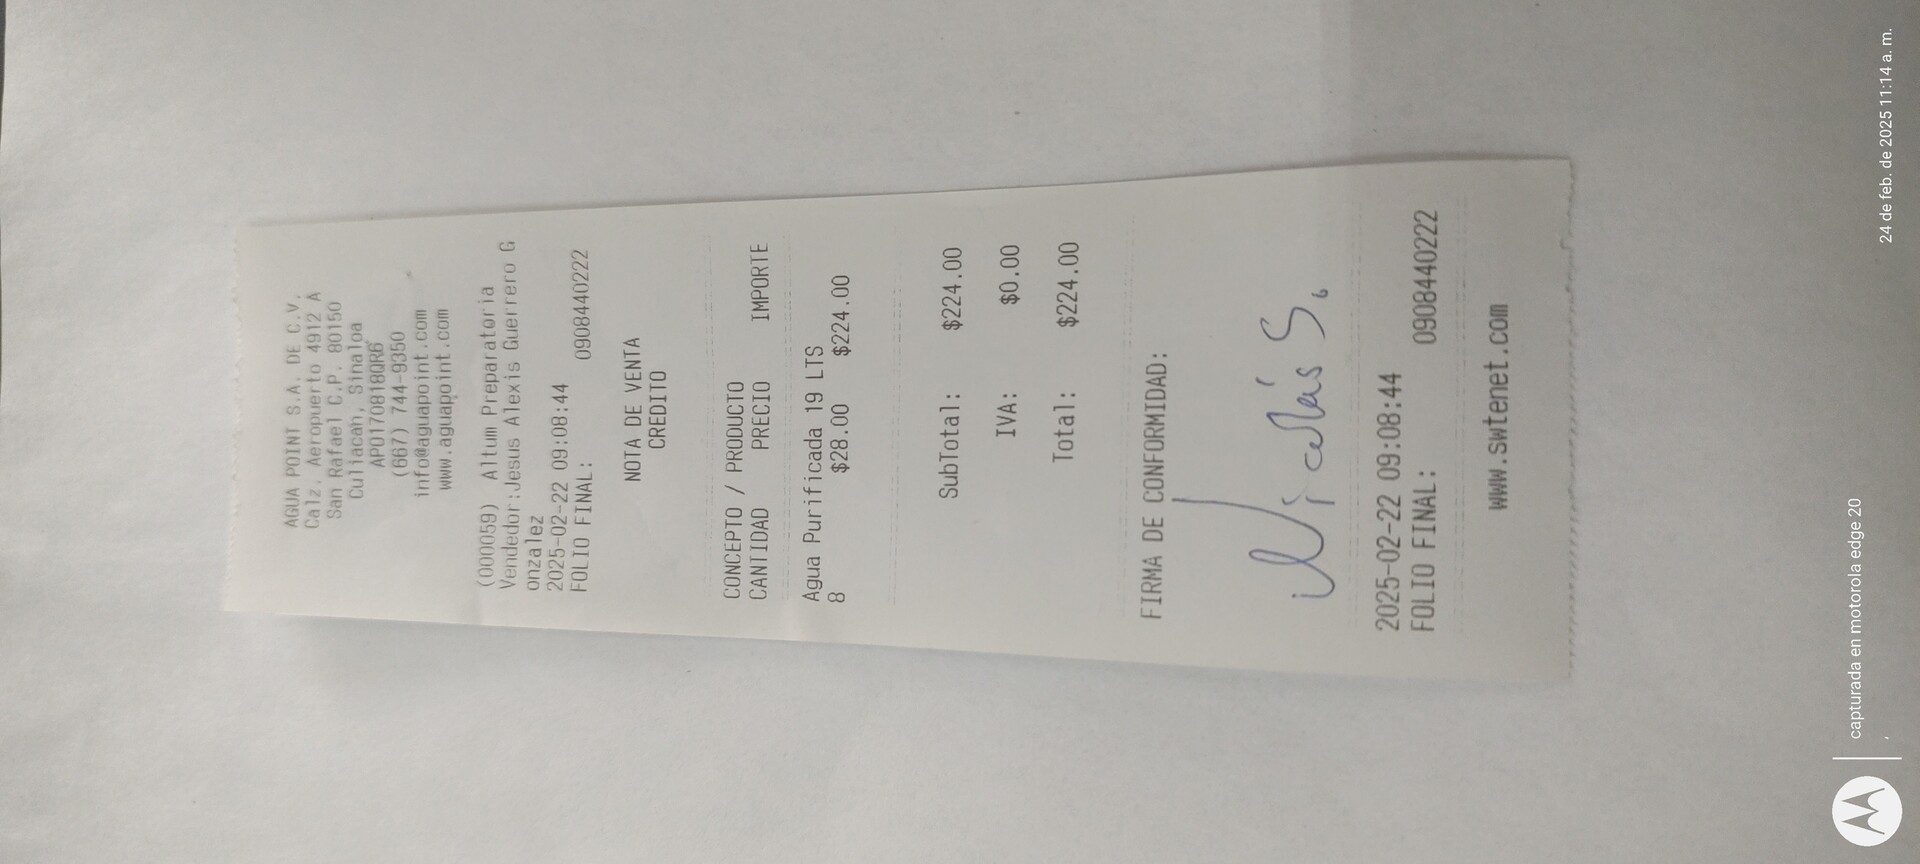 AGUA POINT S.A. DE C.V.
Calz. Aeropuerto 4912 A
San Rafael C.P. 80150
Culiacán, Sinaloa
APO170818QR6
(667) 744-9350
info@aguapoint.com
www.aguapoint.com
(000059) Altum Preparatoria
Vendedor:Jesus Alexis Guerrero G
onzalez
2025-02-22 09:08:44
FOLIO FINAL: 0908440222
NOTA DE VENTA
CREDITO
CONCEPTO / PRODUCTO
CANTIDAD PRECIO IMPORTE
Agua Purificada 19 LTS
8 $28.00 $224.00
SubTotal: $224.00
IVA: $0.00
Total: $224.00
FIRMA DE CONFORMIDAD:
Nicolás S.
2025-02-22 09:08:44
FOLIO FINAL: 0908440222
www.swtenet.com
capturada en motorola edge 20
24 de feb. de 2025 11:14 a. m.